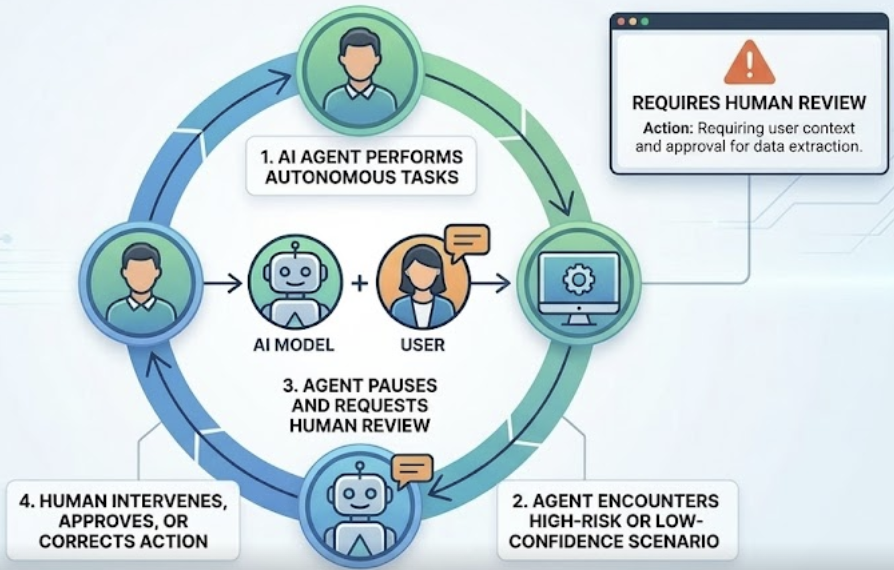 REQUIRES HUMAN REVIEW
Action: Requiring user context
and approval for data extraction.
1. AI AGENT PERFORMS
AUTONOMOUS TASKS
AI MODEL
USER
3. AGENT PAUSES
AND REQUESTS
HUMAN REVIEW
4. HUMAN INTERVENES,
APPROVES, OR
CORRECTS ACTION
2. AGENT ENCOUNTERS
HIGH-RISK OR LOW-
CONFIDENCE SCENARIO